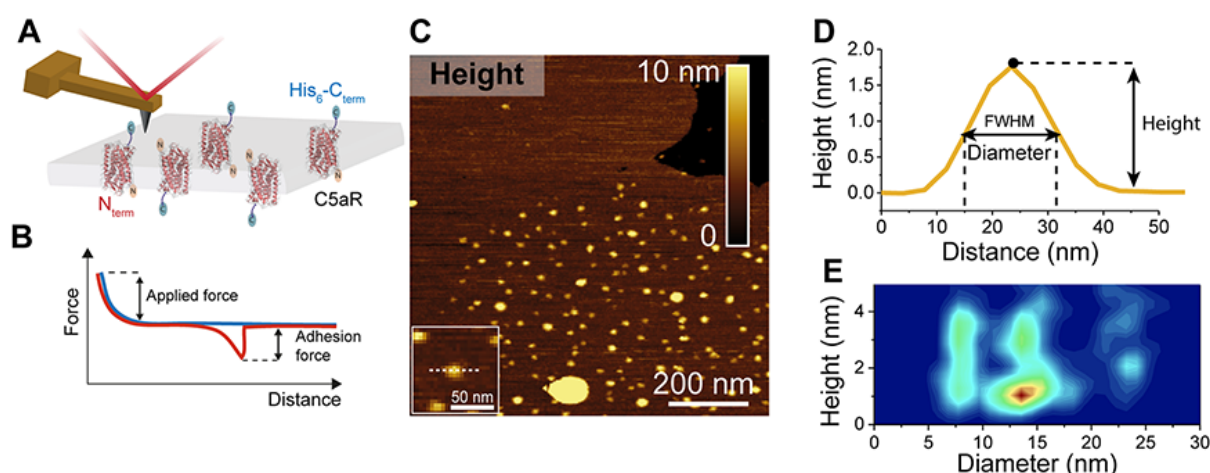 A
His6-Cterm
Nterm
C5aR
N
N
N
N
N
C
C
C
C
C
B
Force
Applied force
Adhesion
force
Distance
C
Height
10 nm
0
50 nm
200 nm
D
Height (nm)
2.0
1.5
1.0
0.5
0.0
FWHM
Diameter
Height
0 10 20 30 40 50
Distance (nm)
E
Height (nm)
4
2
0
0 5 10 15 20 25 30
Diameter (nm)